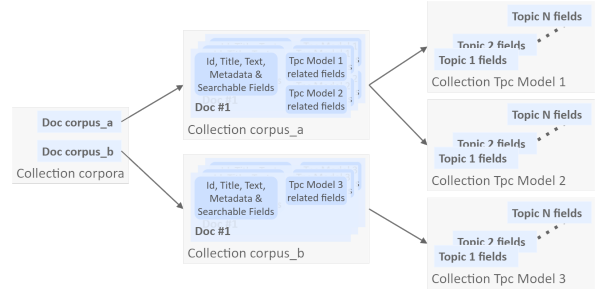 Doc corpus_a
Doc corpus_b
Collection corpora
Id, Title, Text,
Metadata &
Searchable Fields
Tpc Model 1
related fields
Tpc Model 2
related fields
Doc #1
Collection corpus_a
Id, Title, Text,
Metadata &
Searchable Fields
Tpc Model 3
related fields
Doc #1
Collection corpus_b
Topic N fields
Topic 2 fields
Topic 1 fields
Collection Tpc Model 1
Topic N fields
Topic 2 fields
Topic 1 fields
Collection Tpc Model 2
Topic N fields
Topic 2 fields
Topic 1 fields
Collection Tpc Model 3